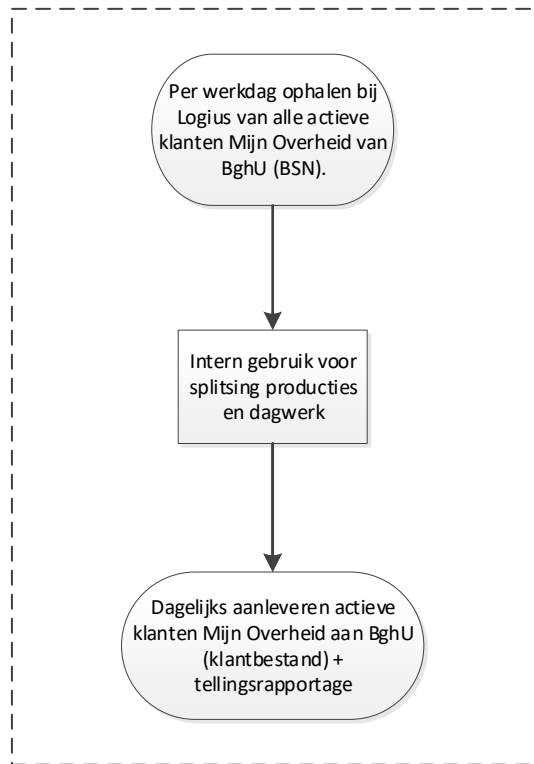 Per werkdag ophalen bij
Logius van alle actieve
klanten Mijn Overheid van
BghU (BSN).
Intern gebruik voor
splitsing producties
en dagwerk
Dagelijks aanleveren actieve
klanten Mijn Overheid aan BghU
(klantbestand) +
tellingsrapportage